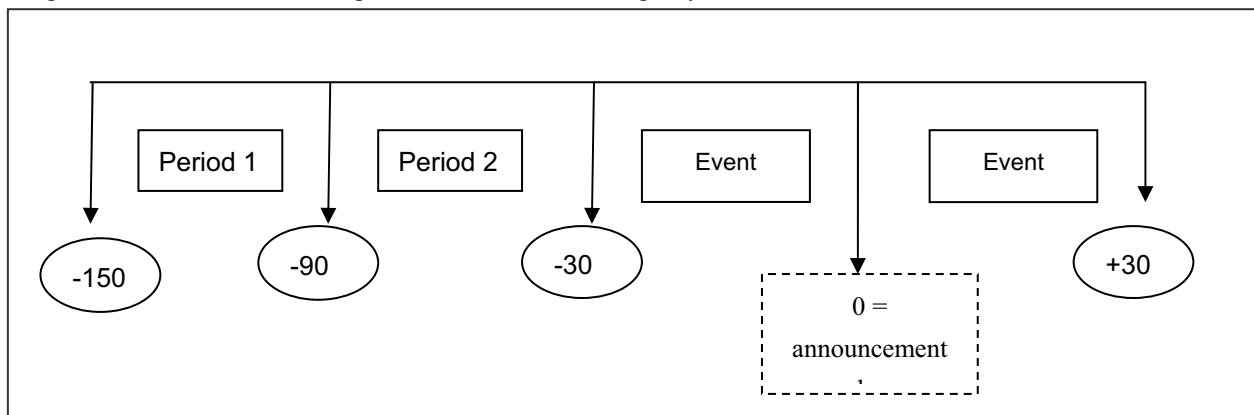 Period 1
Period 2
Event
Event
-150
-90
-30
+30
0 =
announcement